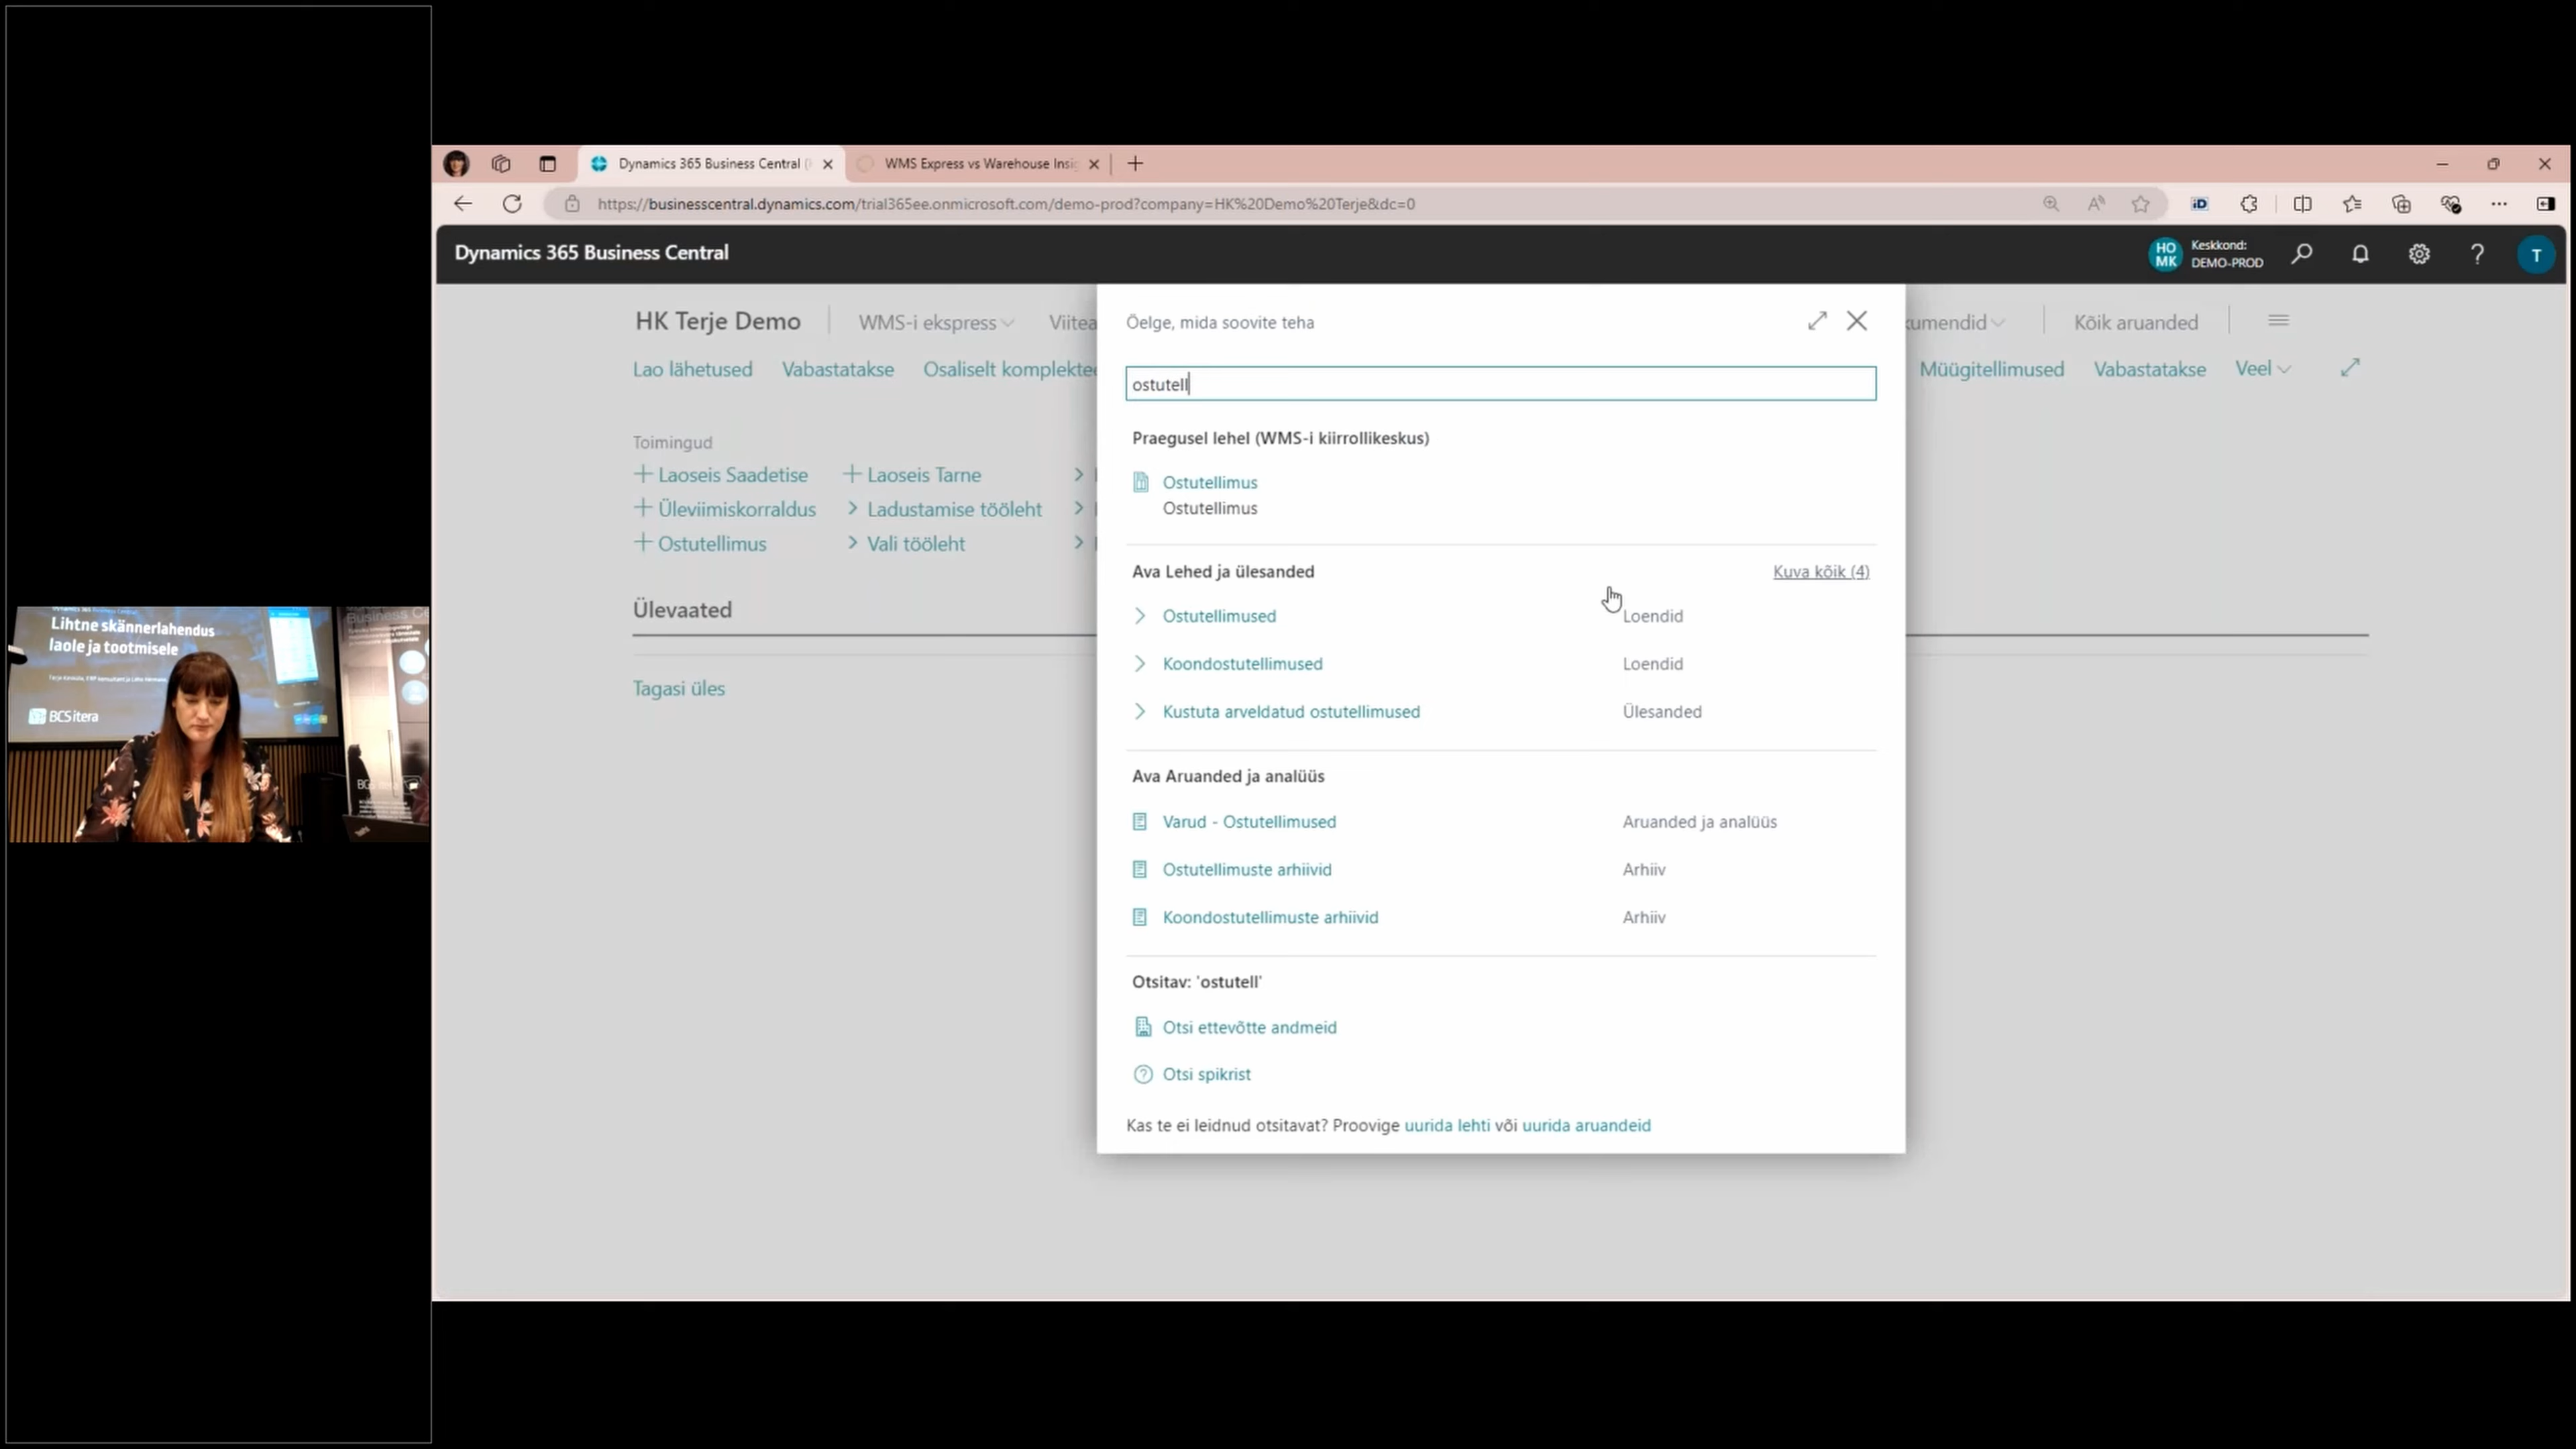 Dynamics 365 Business Central (
WMS Express vs Warehouse Insig
https://businesscentral.dynamics.com/trial365ee.onmicrosoft.com/demo-prod?company=HK%20Demo%20Terje&dc=0
Dynamics 365 Business Central
HO
MK
Keskkond:
DEMO-PROD
T
HK Terje Demo
WMS-i ekspress
Viitea
kumendid
Kõik aruanded
Lao lähetused
Vabastatakse
Osaliselt komplektee
Müügitellimused
Vabastatakse
Veel
Toimingud
Laoseis Saadetise
Laoseis Tarne
Üleviimiskorraldus
Ladustamise tööleht
Ostutellimus
Vali tööleht
Ülevaated
Tagasi üles
Öelge, mida soovite teha
ostutell
Praegusel lehel (WMS-i kiirrollikeskus)
Ostutellimus
Ostutellimus
Ava Lehed ja ülesanded
Kuva kõik (4)
Ostutellimused
Loendid
Koondostutellimused
Loendid
Kustuta arveldatud ostutellimused
Ülesanded
Ava Aruanded ja analüüs
Varud - Ostutellimused
Aruanded ja analüüs
Ostutellimuste arhiivid
Arhiiv
Koondostutellimuste arhiivid
Arhiiv
Otsitav: 'ostutell'
Otsi ettevõtte andmeid
Otsi spikrist
Kas te ei leidnud otsitavat? Proovige uurida lehti või uurida aruandeid
Lihtne skännerlahendus
laole ja tootmisele
BCS itera